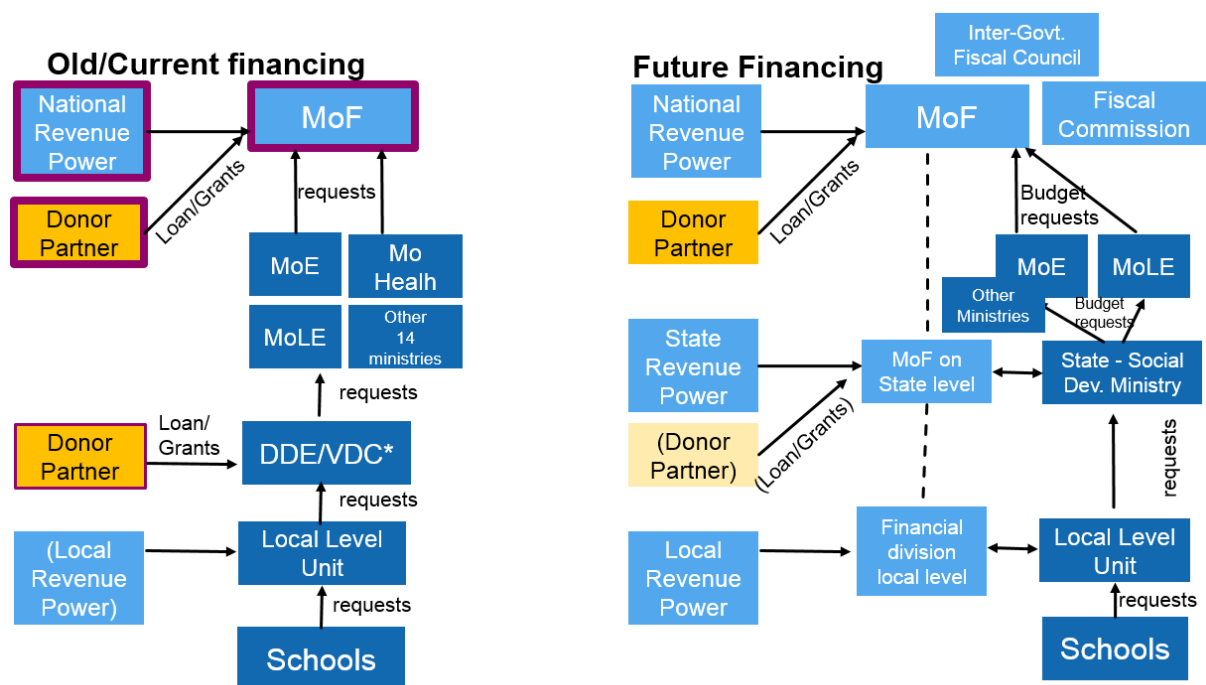 Old/Current financing
National
Revenue
Power
MoF
Loan/Grants
requests
Donor
Partner
MoE
Mo
Healh
MoLE
Other
14
ministries
requests
Donor
Partner
Loan/
Grants
DDE/VDC*
requests
(Local
Revenue
Power)
Local Level
Unit
requests
Schools
Future Financing
Inter-Govt.
Fiscal Council
National
Revenue
Power
MoF
Fiscal
Commission
Donor
Partner
Loan/Grants
Budget
requests
MoE
MoLE
Other
Ministries
Budget
requests
State
Revenue
Power
MoF on
State level
State - Social
Dev. Ministry
(Donor
Partner)
(Loan/Grants)
requests
Local
Revenue
Power
Financial
division
local level
Local Level
Unit
requests
Schools